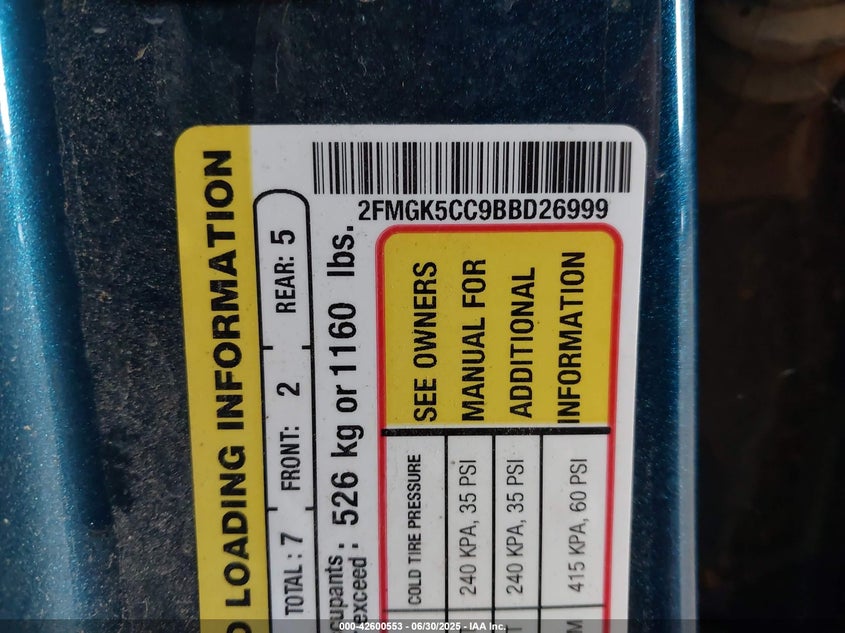 2FMGK5CC9BBD26999
LOADING INFORMATION
TOTAL : 7 FRONT: 2 REAR: 5
exceed : 526 kg or 1160 lbs.
COLD TIRE PRESSURE
240 KPA, 35 PSI
240 KPA, 35 PSI
415 KPA, 60 PSI
SEE OWNERS
MANUAL FOR
ADDITIONAL
INFORMATION
000-42600553 - 06/30/2025 - IAA Inc.